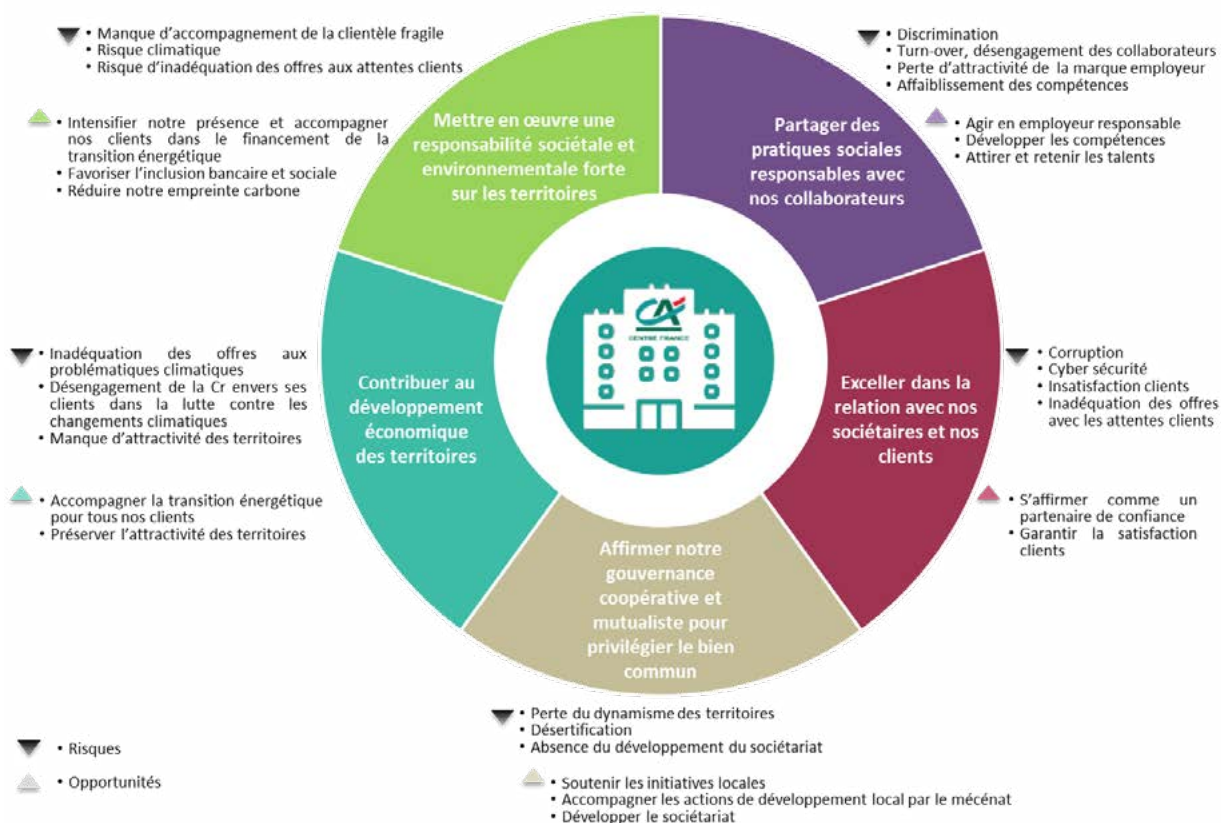 • Manque d'accompagnement de la clientèle fragile
• Risque climatique
• Risque d'inadéquation des offres aux attentes clients
• Intensifier notre présence et accompagner
nos clients dans le financement de la
transition énergétique
• Favoriser l'inclusion bancaire et sociale
• Réduire notre empreinte carbone
Mettre en œuvre une
responsabilité sociétale et
environnementale forte
sur les territoires
Partager des
pratiques sociales
responsables avec
nos collaborateurs
• Discrimination
• Turn-over, désengagement des collaborateurs
• Perte d'attractivité de la marque employeur
• Affaiblissement des compétences
• Agir en employeur responsable
• Développer les compétences
• Attirer et retenir les talents
• Inadéquation des offres aux
problématiques climatiques
• Désengagement de la Cr envers ses
clients dans la lutte contre les
changements climatiques
• Manque d'attractivité des territoires
• Accompagner la transition énergétique
pour tous nos clients
• Préserver l'attractivité des territoires
Contribuer au
développement
économique
des territoires
CA
CENTRE FRANCE
Exceller dans la
relation avec nos
sociétaires et nos
clients
• Corruption
• Cyber sécurité
• Insatisfaction clients
• Inadéquation des offres
avec les attentes clients
• S'affirmer comme un
partenaire de confiance
• Garantir la satisfaction
clients
Affirmer notre
gouvernance
coopérative et
mutualiste pour
privilégier le bien
commun
• Perte du dynamisme des territoires
• Désertification
• Absence du développement du sociétariat
• Soutenir les initiatives locales
• Accompagner les actions de développement local par le mécénat
• Développer le sociétariat
• Risques
• Opportunités